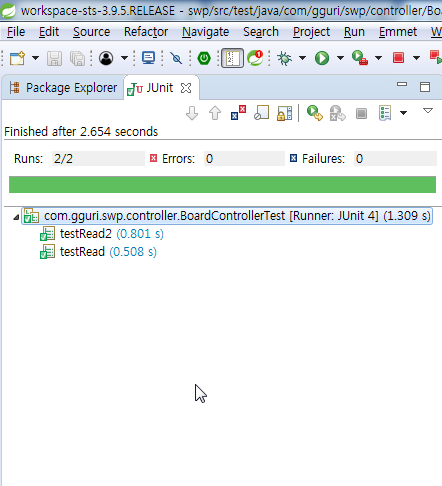 workspace-sts-3.9.5.RELEASE - swp/src/test/java/com/gguri/swp/controller/Boa
File Edit Source Refactor Navigate Search Project Run Emmet W
Package Explorer JUnit
Finished after 2.654 seconds
Runs: 2/2 Errors: 0 Failures: 0
com.gguri.swp.controller.BoardControllerTest [Runner: JUnit 4] (1.309 s)
testRead2 (0.801 s)
testRead (0.508 s)